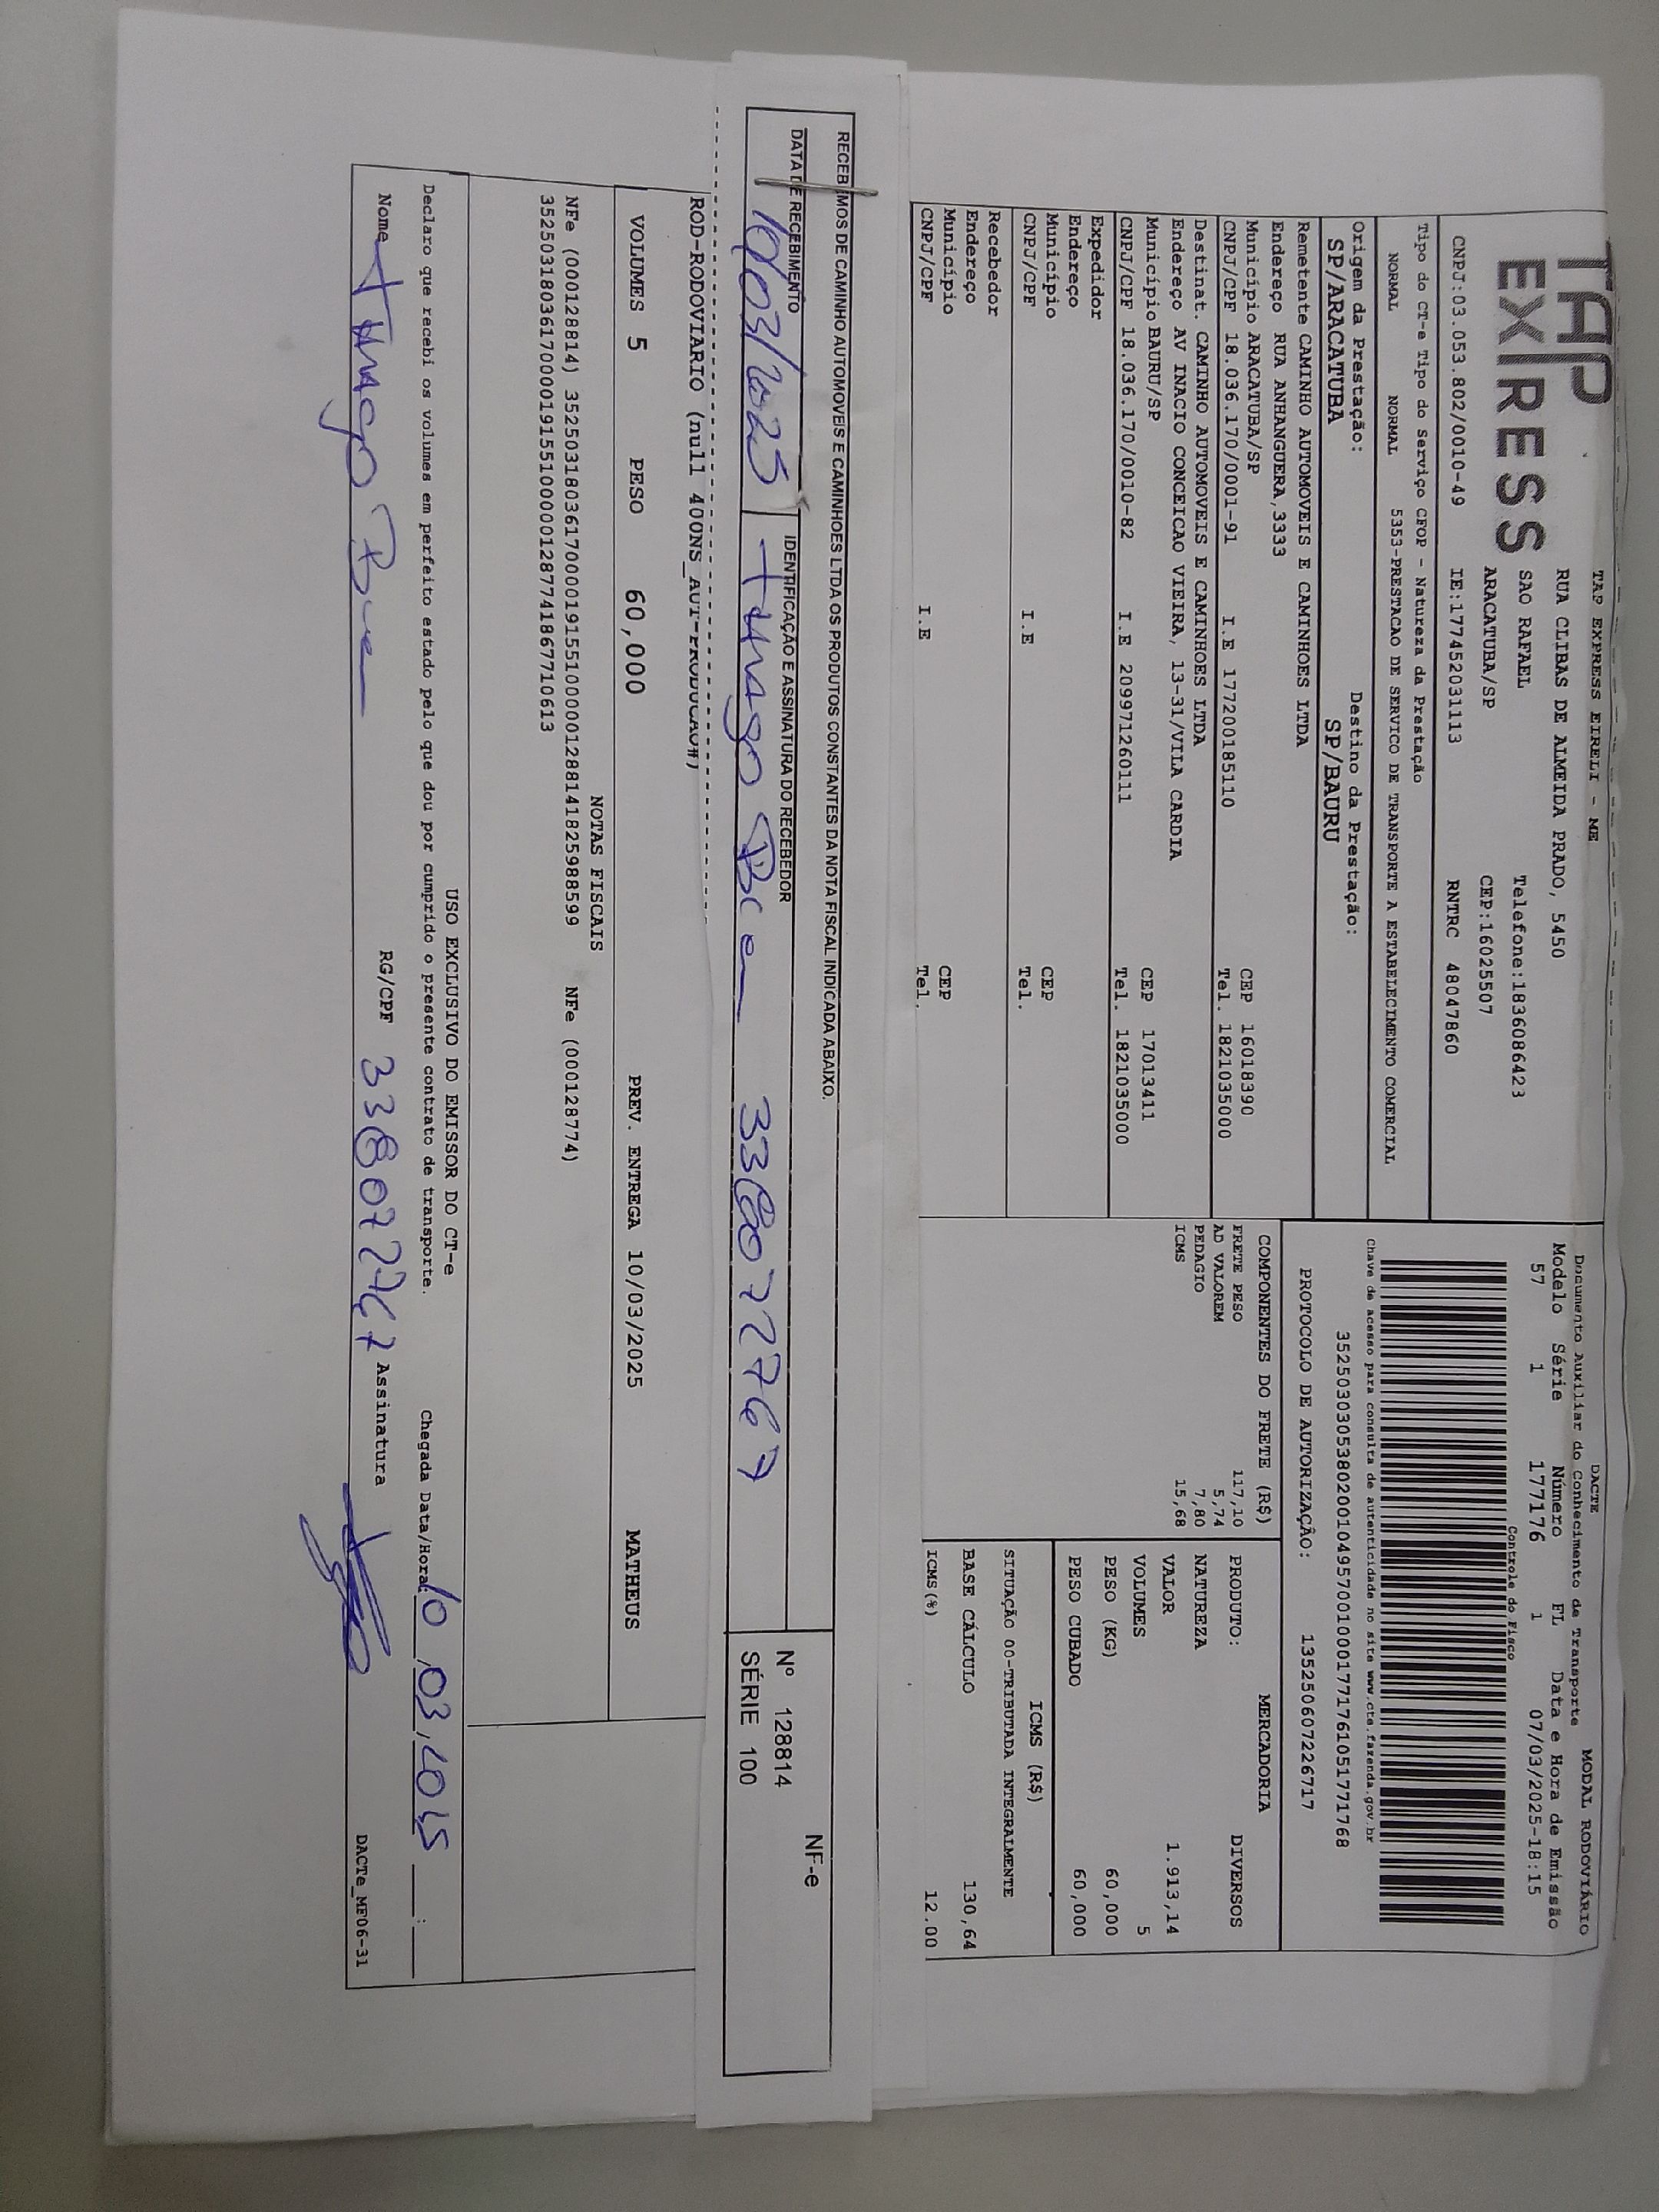 TAP EXPRESS EIRELI - ME
TAP
EXPRESS
RUA CLIBAS DE ALMEIDA PRADO, 5450
SAO RAFAEL Telefone:1836086423
ARACATUBA/SP CEP:16025507
CNPJ:03.053.802/0010-49 IE:177452031113 RNTRC 48047860
DACTE MODAL RODOVIÁRIO
Documento Auxiliar do Conhecimento de Transporte
Modelo Série Número FL Data e Hora de Emissão
57 1 177176 1 07/03/2025-18:15
Controle do Fisco
Chave de acesso para consulta de autenticidade no site www.cte.fazenda.gov.br
35250303053802001049570010001771761051771768
PROTOCOLO DE AUTORIZAÇÃO: 135250607226717
Tipo do CT-e Tipo do Serviço CFOP - Natureza da Prestação
NORMAL NORMAL 5353-PRESTACAO DE SERVICO DE TRANSPORTE A ESTABELECIMENTO COMERCIAL
Origem da Prestação: Destino da Prestação:
SP/ARACATUBA SP/BAURU
Remetente CAMINHO AUTOMOVEIS E CAMINHOES LTDA
Endereço RUA ANHANGUERA,3333
Município ARACATUBA/SP CEP 16018390
CNPJ/CPF 18.036.170/0001-91 I.E 177200185110 Tel. 1821035000
Destinat. CAMINHO AUTOMOVEIS E CAMINHOES LTDA
Endereço AV INACIO CONCEICAO VIEIRA, 13-31/VILA CARDIA
Município BAURU/SP CEP 17013411
CNPJ/CPF 18.036.170/0010-82 I.E 209971260111 Tel. 1821035000
Expedidor
Endereço
Município CEP
CNPJ/CPF I.E Tel.
Recebedor
Endereço
Município CEP
CNPJ/CPF I.E Tel.
COMPONENTES DO FRETE (R$)
FRETE PESO 117,10
AD VALOREM 5,74
PEDAGIO 7,80
ICMS 15,68
MERCADORIA
PRODUTO: DIVERSOS
NATUREZA
VALOR 1.913,14
VOLUMES 5
PESO (KG) 60,000
PESO CUBADO 60,000
ICMS (R$)
SITUAÇÃO 00-TRIBUTADA INTEGRALMENTE
BASE CÁLCULO 130,64
ICMS(%) 12.00
RECEBEMOS DE CAMINHO AUTOMOVEIS E CAMINHOES LTDA OS PRODUTOS CONSTANTES DA NOTA FISCAL INDICADA ABAIXO.
DATA DE RECEBIMENTO IDENTIFICAÇÃO E ASSINATURA DO RECEBEDOR
10/03/2025 Thiago 338072767
NF-e
Nº 128814
SÉRIE 100
ROD-RODOVIARIO (null 400NS_AUT-PRODUCAO#)
VOLUMES 5 PESO 60,000 PREV. ENTREGA 10/03/2025 MATHEUS
NOTAS FISCAIS
NFe (000128814) 35250318036170000191551000001288141825988599 NFe (000128774)
35250318036170000191551000001287741867710613
USO EXCLUSIVO DO EMISSOR DO CT-e
Declaro que recebi os volumes em perfeito estado pelo que dou por cumprido o presente contrato de transporte. Chegada Data/Hora: 10/03/2025 :
Nome Thiago RG/CPF 338072767 Assinatura
DACTe_MF06-31